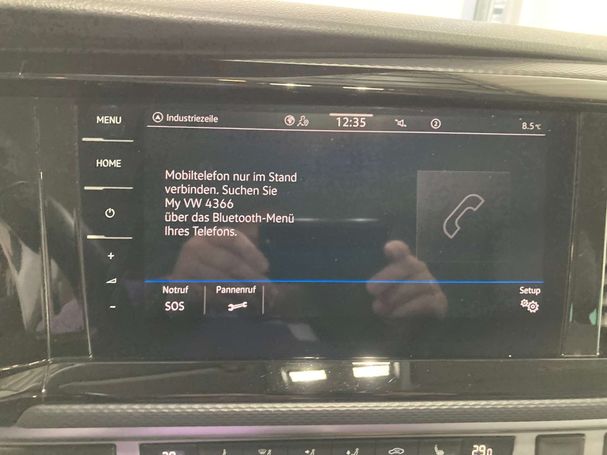 MENU
Industriezeile
12:35
2
8.5°C
HOME
Mobiltelefon nur im Stand
verbinden. Suchen Sie
My VW 4366
über das Bluetooth-Menü
Ihres Telefons.
+
-
Notruf
SOS
Pannenruf
Setup
29.0